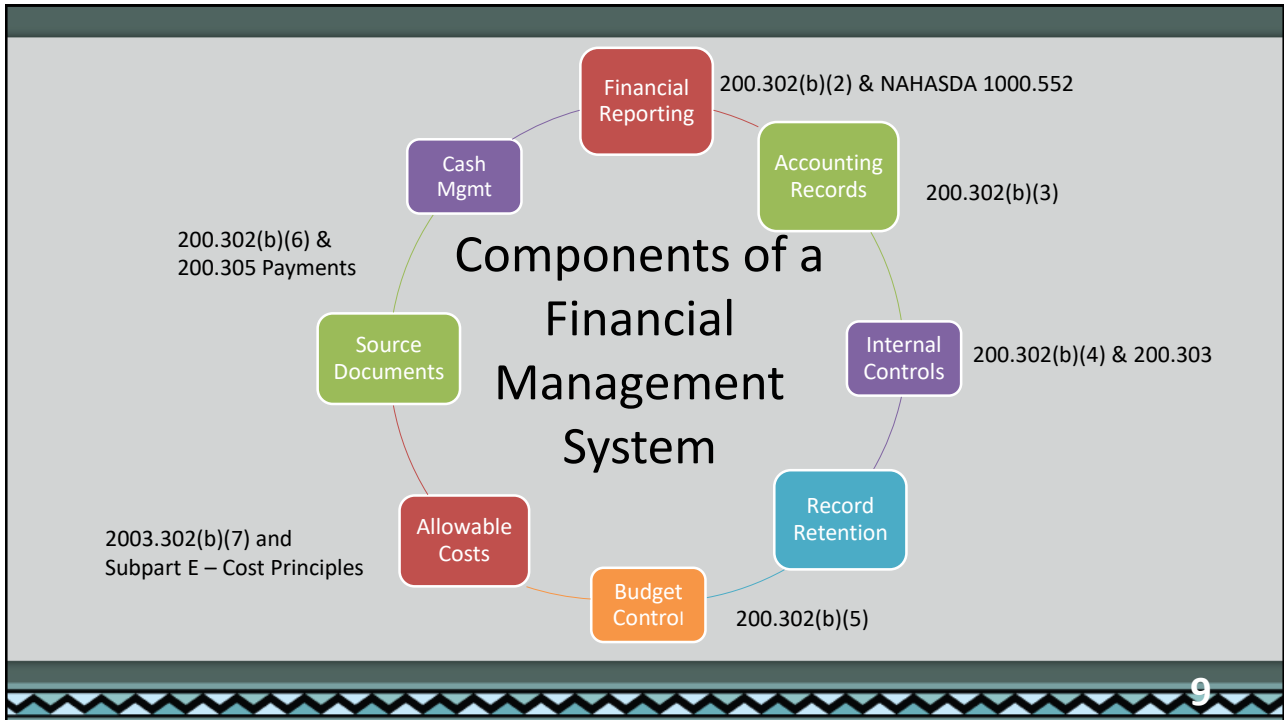 Components of a
Financial
Management
System
Financial
Reporting
200.302(b)(2) & NAHASDA 1000.552
Accounting
Records
200.302(b)(3)
Internal
Controls
200.302(b)(4) & 200.303
Record
Retention
Budget
Control
200.302(b)(5)
Allowable
Costs
2003.302(b)(7) and
Subpart E – Cost Principles
Source
Documents
Cash
Mgmt
200.302(b)(6) &
200.305 Payments
9